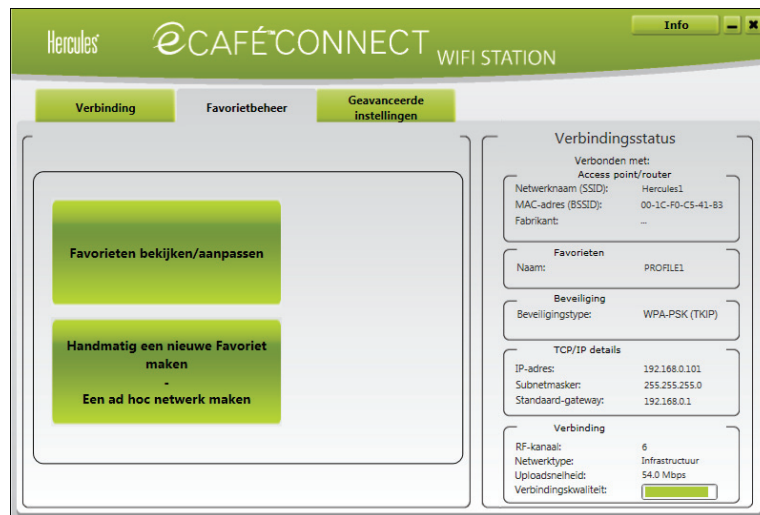 Hercules®
eCAFÉ™CONNECT WIFI STATION
Info
Verbinding
Favorietbeheer
Geavanceerde
instellingen
Favorieten bekijken/aanpassen
Handmatig een nieuwe Favoriet
maken
-
Een ad hoc netwerk maken
Verbindingsstatus
Verbonden met:
Access point/router
Netwerknaam (SSID): Hercules1
MAC-adres (BSSID): 00-1C-F0-C5-41-B3
Fabrikant: ...
Favorieten
Naam: PROFILE1
Beveiliging
Beveiligingstype: WPA-PSK (TKIP)
TCP/IP details
IP-adres: 192.168.0.101
Subnetmasker: 255.255.255.0
Standaard-gateway: 192.168.0.1
Verbinding
RF-kanaal: 6
Netwerktype: Infrastructuur
Uploadsnelheid: 54.0 Mbps
Verbindingskwaliteit: